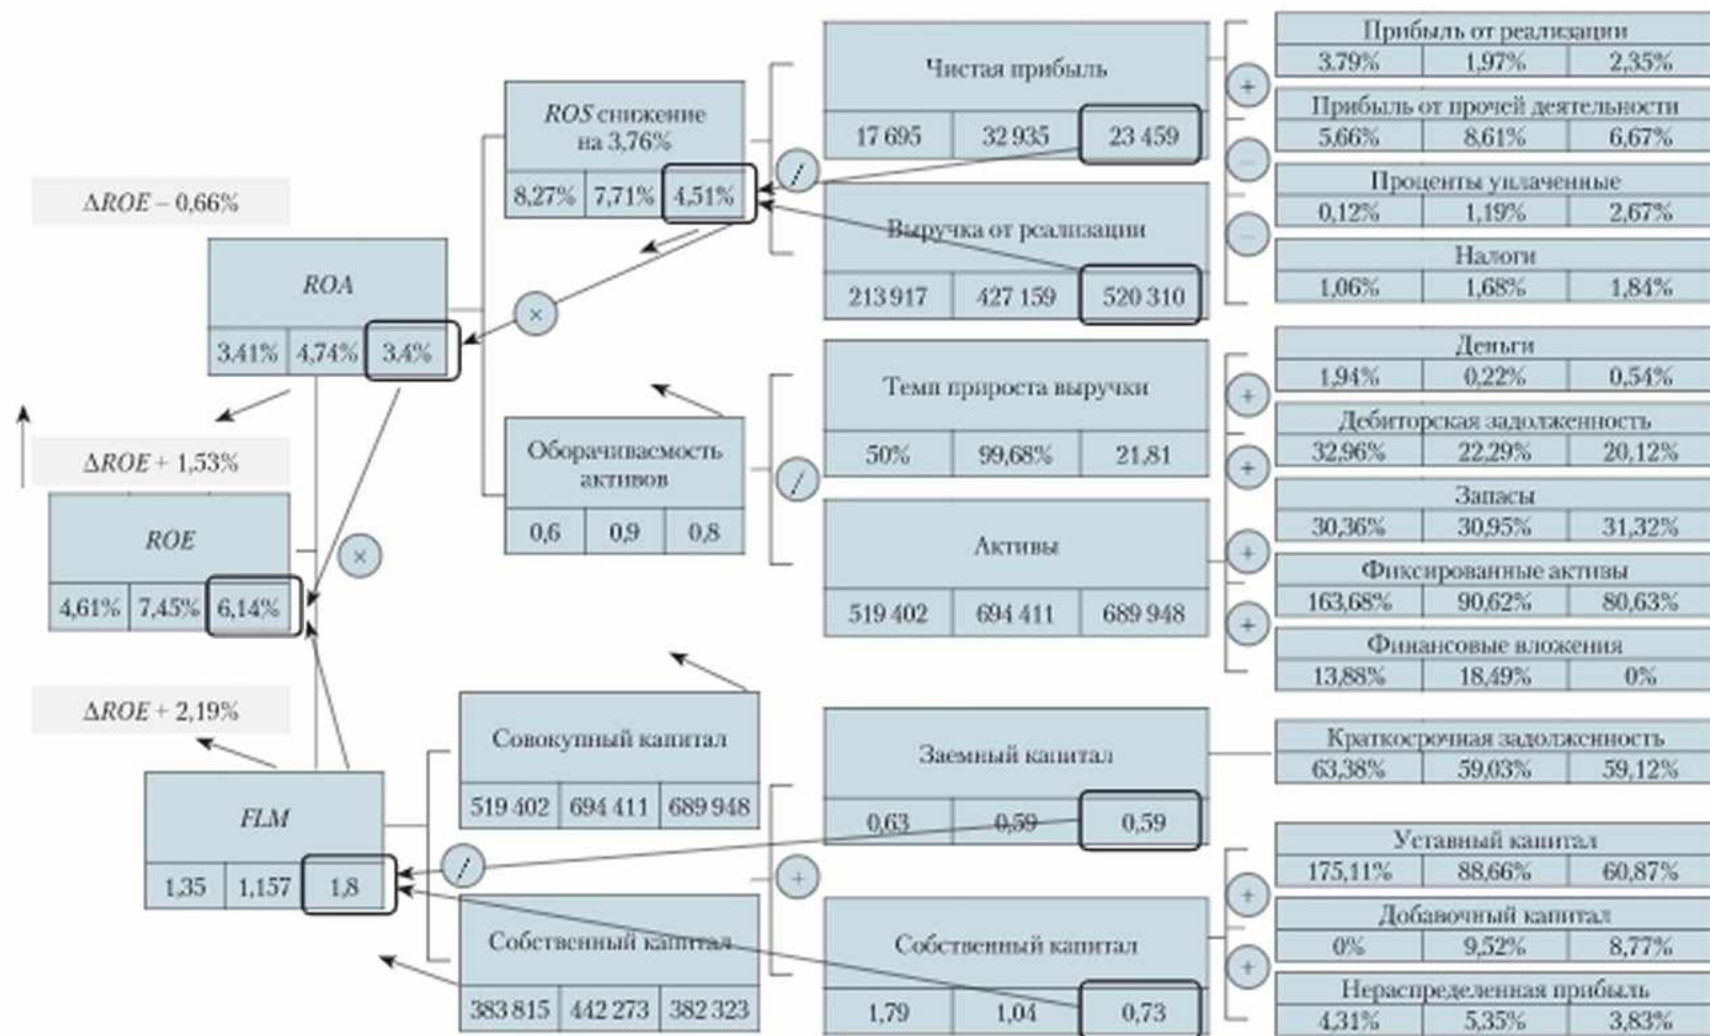 ΔROE – 0,66%
ROA
3.41% 4,74% 3.4%
ΔROE + 1,53%
ROE
4,61% 7,45% 6,14%
ΔROE + 2,19%
FLM
1,35 1,157 1,8
ROS снижение
на 3,76%
8,27% 7,71% 4,51%
×
×
Оборачиваемость
активов
0,6 0,9 0,8
Совокупный капитал
519 402 694 411 689 948
/
Собственный капитал
383 815 442 273 382 323
Чистая прибыль
17 695 32 935 23 459
/
Выручка от реализации
213 917 427 159 520 310
Темп прироста выручки
50% 99,68% 21,81
/
Активы
519 402 694 411 689 948
Заемный капитал
0,63 0,59 0,59
+
Собственный капитал
1,79 1,04 0,73
Прибыль от реализации
3.79% 1,97% 2,35%
+
Прибыль от прочей деятельности
5,66% 8,61% 6,67%
–
Проценты уплаченные
0,12% 1,19% 2,67%
–
Налоги
1,06% 1,68% 1,84%
Деньги
1,94% 0,22% 0,54%
+
Дебиторская задолженность
32,96% 22,29% 20,12%
+
Запасы
30,36% 30,95% 31,32%
+
Фиксированные активы
163,68% 90,62% 80,63%
+
Финансовые вложения
13,88% 18,49% 0%
Краткосрочная задолженность
63,38% 59,03% 59,12%
Уставный капитал
175,11% 88,66% 60,87%
+
Добавочный капитал
0% 9,52% 8,77%
+
Нераспределенная прибыль
4,31% 5,35% 3,83%